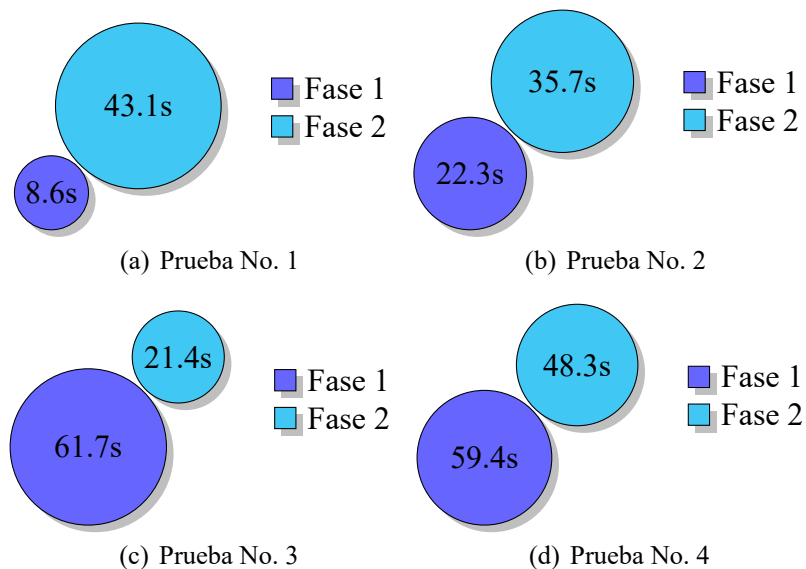 43.1s
8.6s
Fase 1
Fase 2
(a) Prueba No. 1
35.7s
22.3s
Fase 1
Fase 2
(b) Prueba No. 2
21.4s
61.7s
Fase 1
Fase 2
(c) Prueba No. 3
48.3s
59.4s
Fase 1
Fase 2
(d) Prueba No. 4